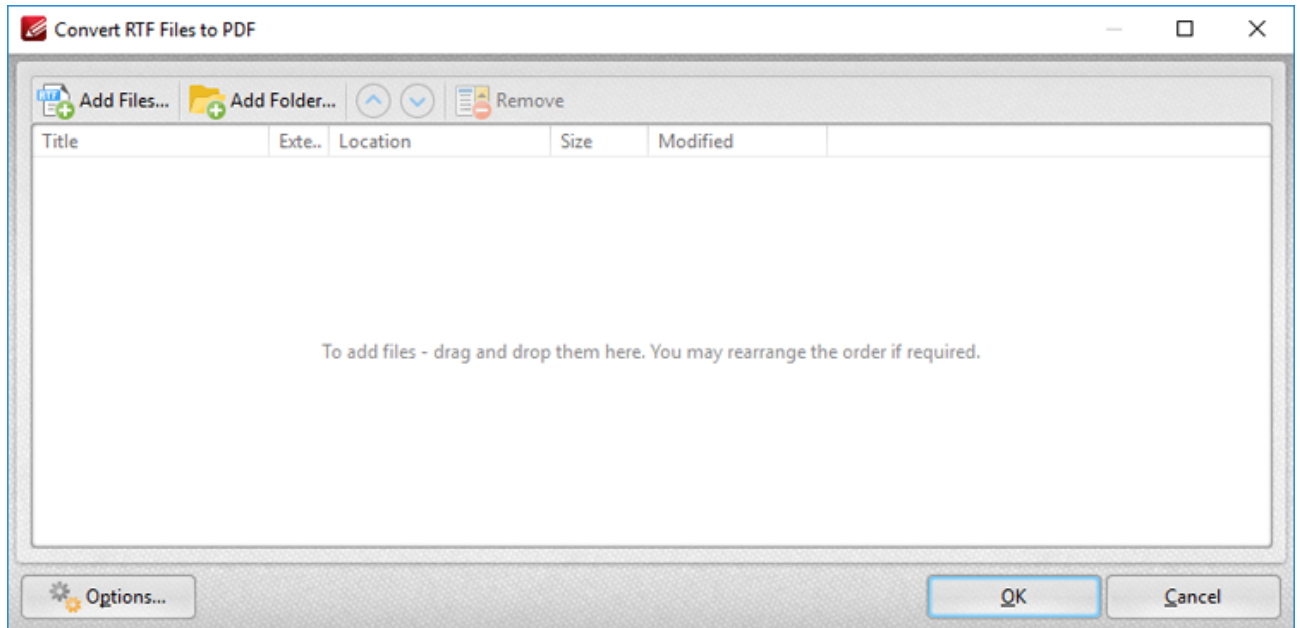 Convert RTF Files to PDF
RTF Add Files... Add Folder... Remove
Title Exte.. Location Size Modified
To add files - drag and drop them here. You may rearrange the order if required.
Options... OK Cancel